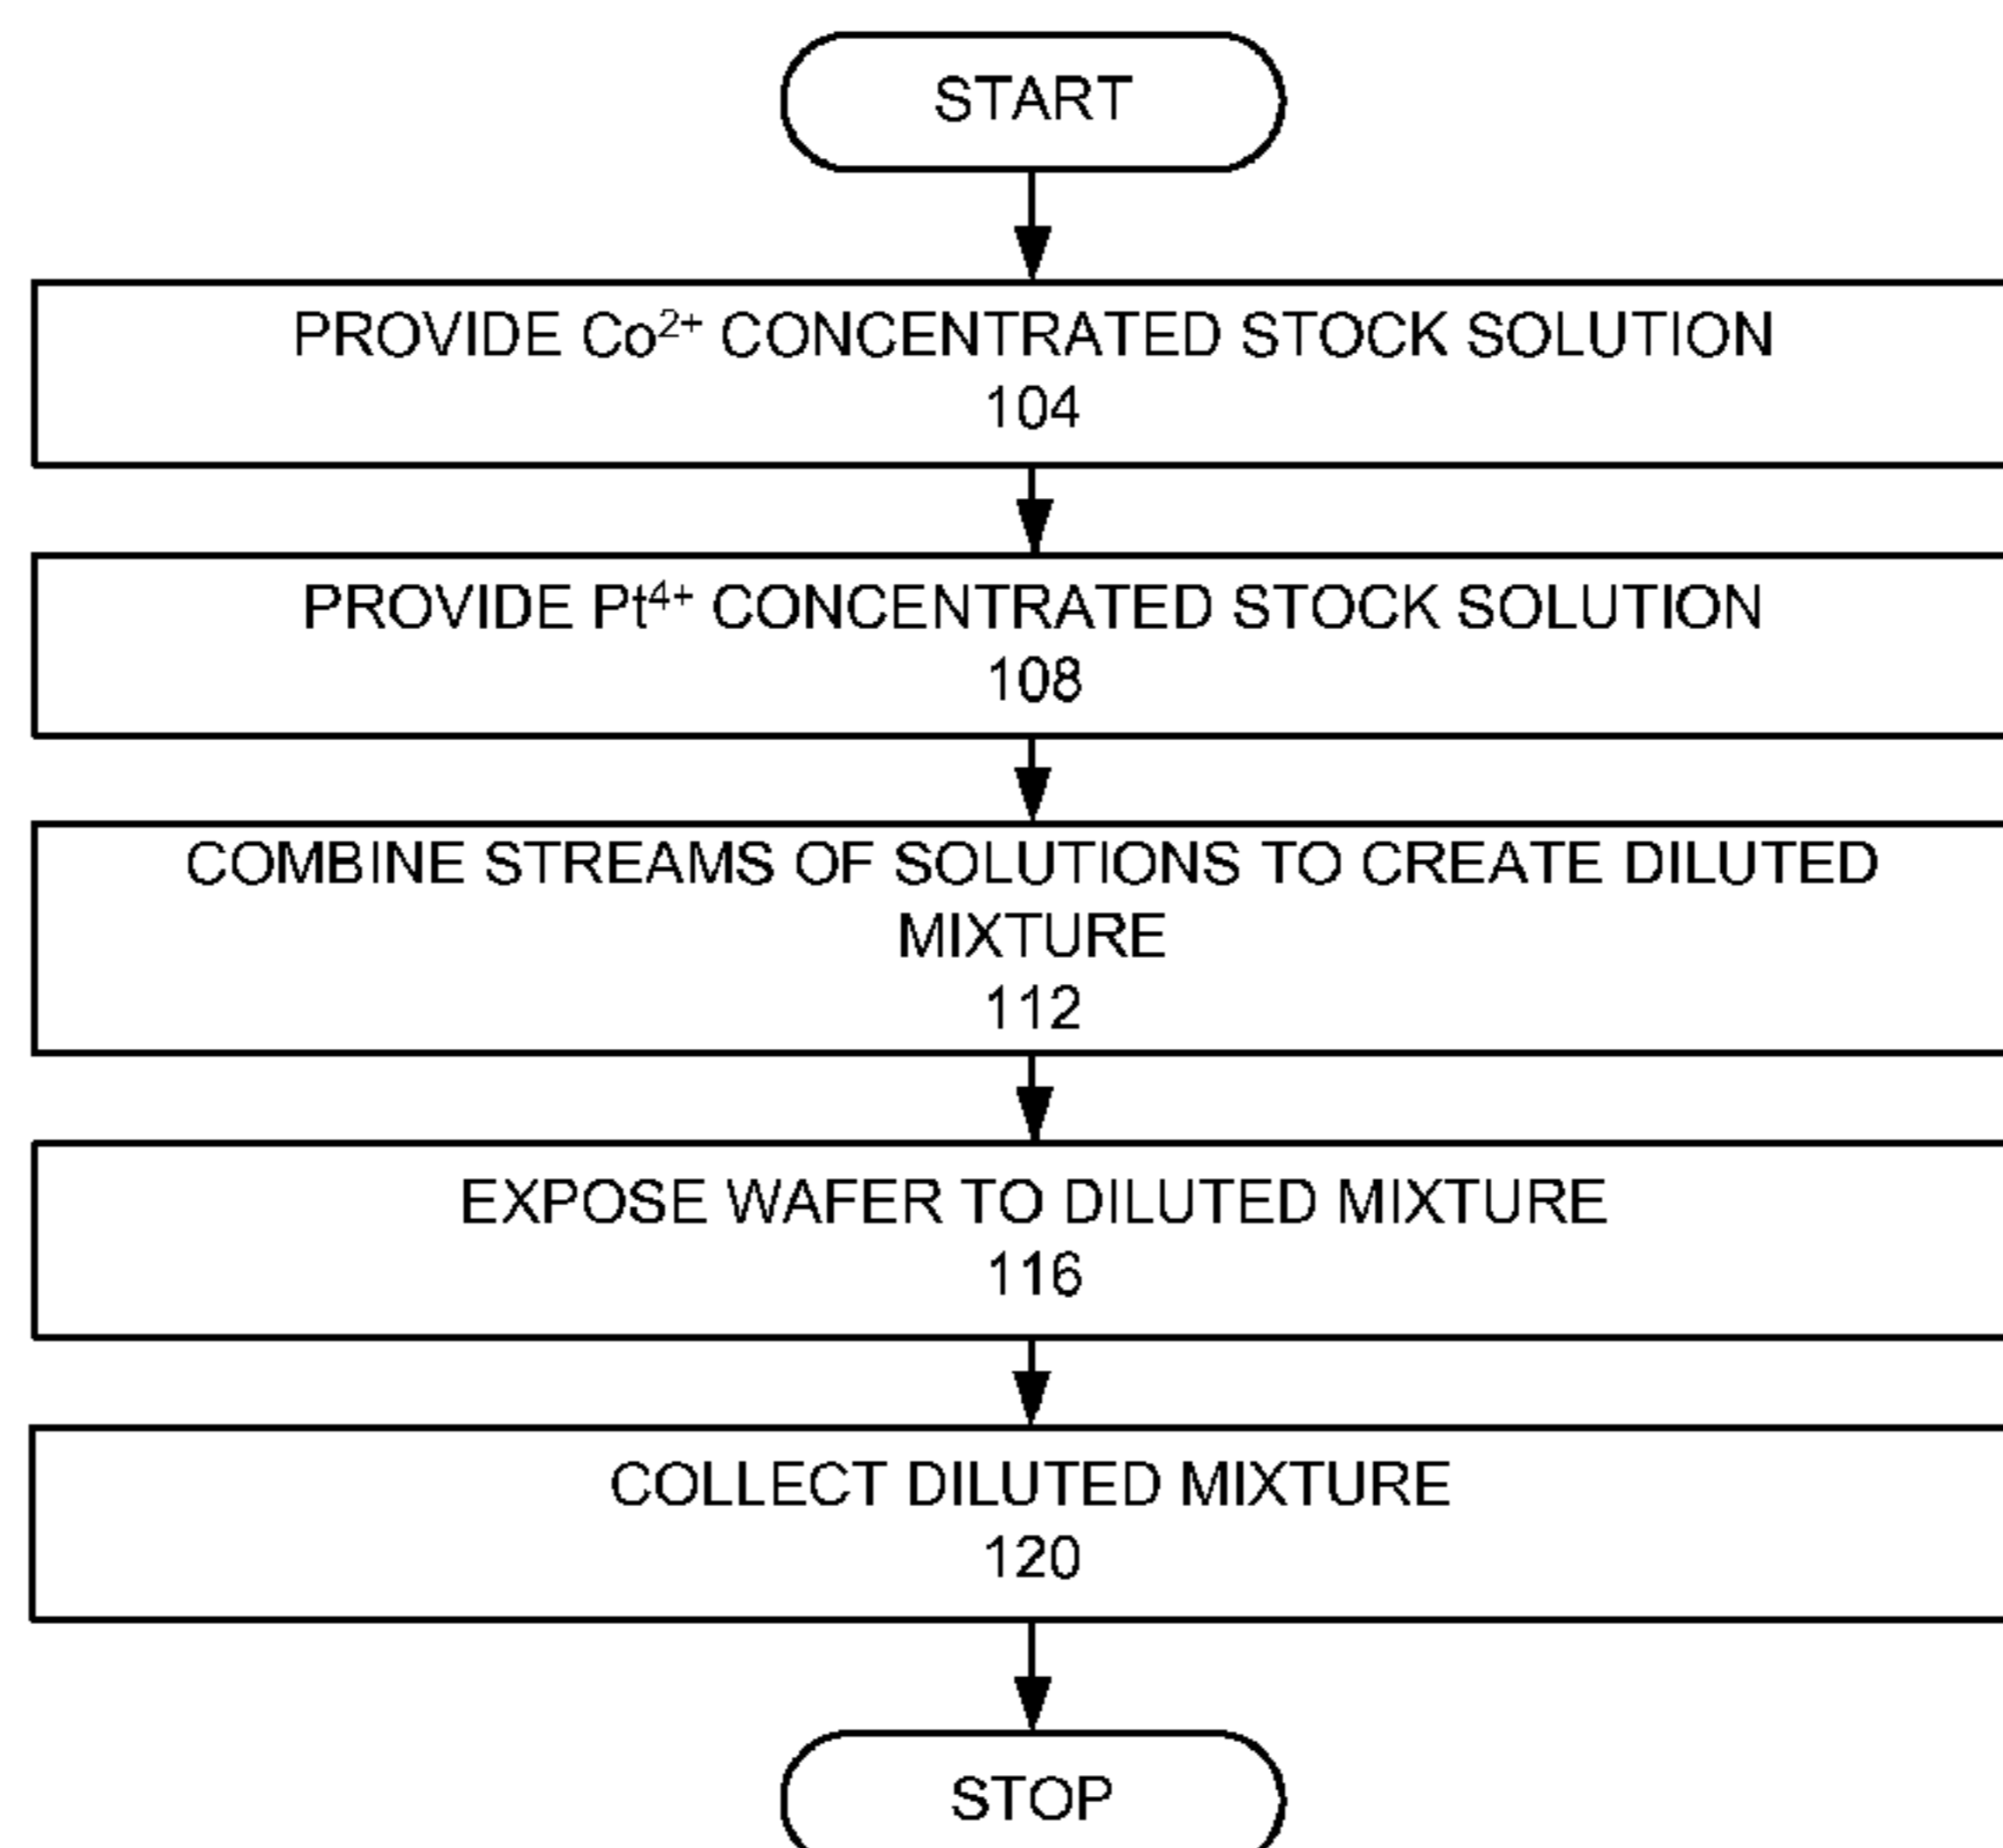 START
PROVIDE Co²⁺ CONCENTRATED STOCK SOLUTION
104
PROVIDE Pt⁴⁺ CONCENTRATED STOCK SOLUTION
108
COMBINE STREAMS OF SOLUTIONS TO CREATE DILUTED
MIXTURE
112
EXPOSE WAFER TO DILUTED MIXTURE
116
COLLECT DILUTED MIXTURE
120
STOP